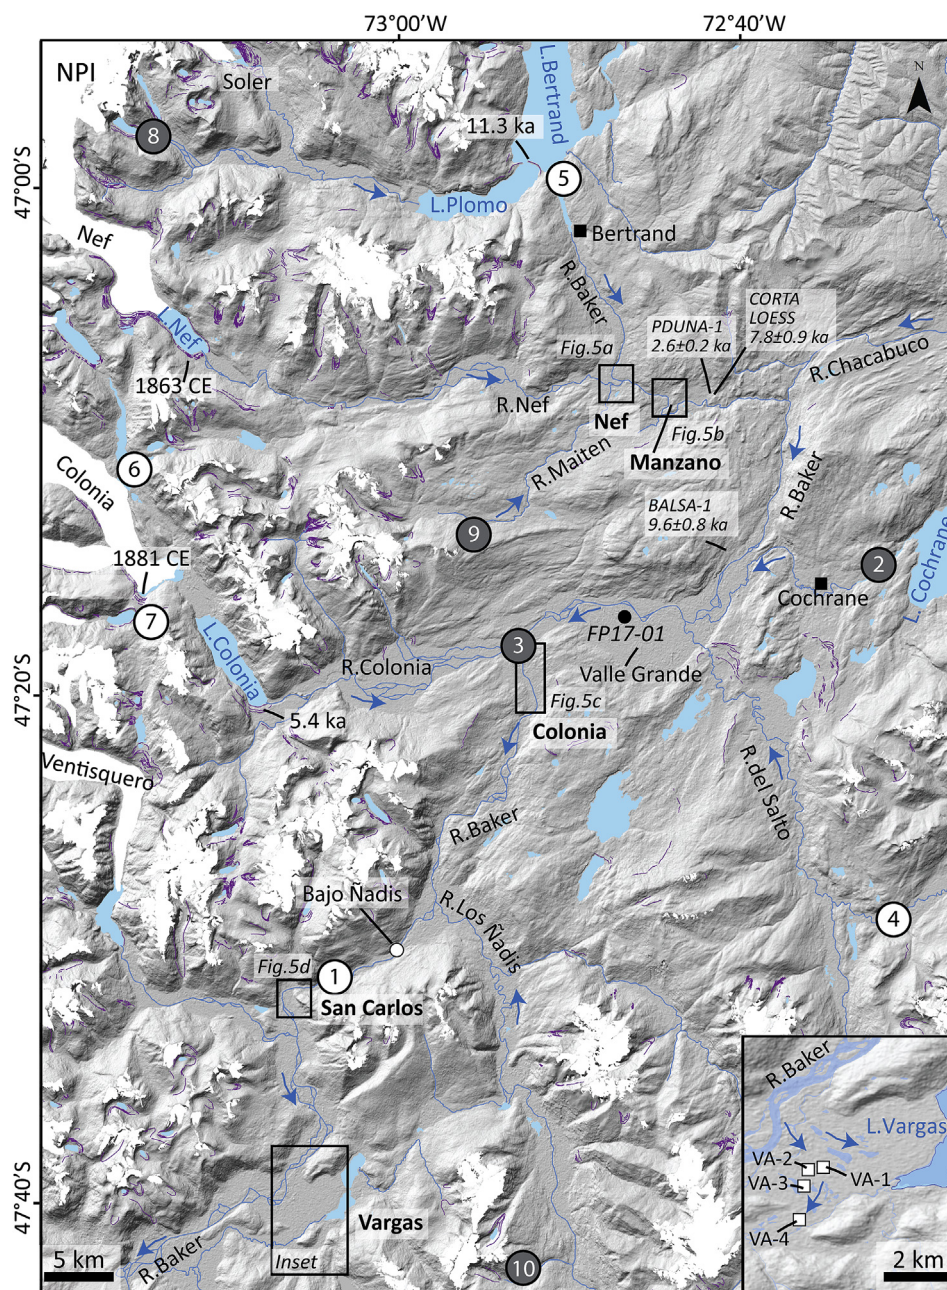 73°00’W
72°40’W
NPI
Soler
L.Bertrand
N
8
11.3 ka
5
47°00’S
L.Plomo
Bertrand
Nef
R.Baker
CORTA
LOESS
7.8±0.9 ka
PDUNA-1
2.6±0.2 ka
L.Nef
Fig.5a
R.Chacabuco
1863 CE
R.Nef
Nef
Fig.5b
Manzano
6
Colonia
R.Maiten
R.Baker
BALSA-1
9.6±0.8 ka
9
L.Cochrane
1881 CE
2
Cochrane
7
FP17-01
3
L.Colonia
R.Colonia
Valle Grande
47°20’S
Fig.5c
5.4 ka
Colonia
Ventisquero
R.del Salto
R.Baker
Bajo Ñadis
R.Los Ñadis
4
Fig.5d
1
San Carlos
R.Baker
L.Vargas
VA-2
VA-1
VA-3
47°40’S
Vargas
VA-4
R.Baker
Inset
5 km
10
2 km